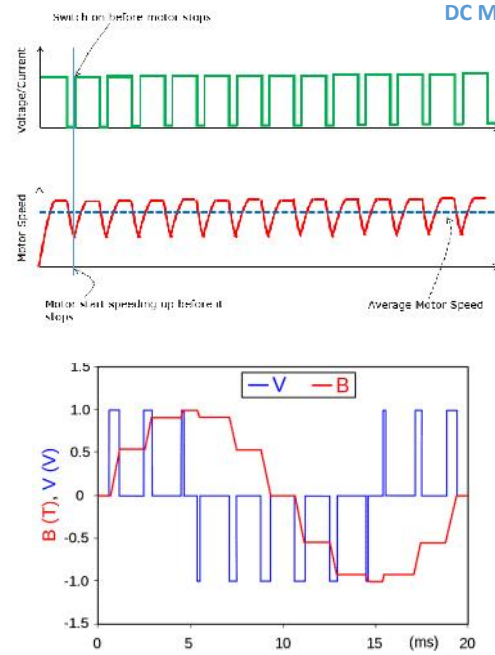 DC M
Switch on before motor stops
Voltage/Current
Motor Speed
Motor start speeding up before it
stops
Average Motor Speed
V B
B (T), V (V)
1.5
1.0
0.5
0
-0.5
-1.0
-1.5
0 5 10 15 (ms) 20